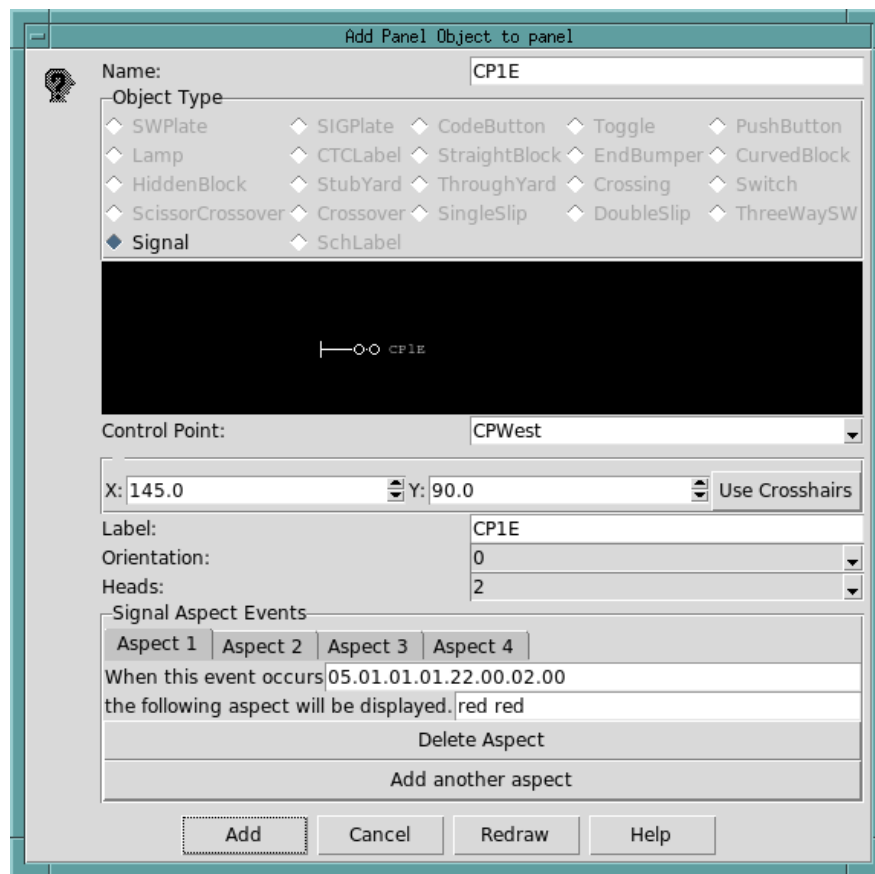 Add Panel Object to panel
Name: CP1E
Object Type
SWPlate SIGPlate CodeButton Toggle PushButton
Lamp CTCLabel StraightBlock EndBumper CurvedBlock
HiddenBlock StubYard ThroughYard Crossing Switch
ScissorCrossover Crossover SingleSlip DoubleSlip ThreeWaySW
Signal SchLabel
CP1E
Control Point: CPWest
X: 145.0 Y: 90.0 Use Crosshairs
Label: CP1E
Orientation: 0
Heads: 2
Signal Aspect Events
Aspect 1 Aspect 2 Aspect 3 Aspect 4
When this event occurs 05.01.01.01.22.00.02.00
the following aspect will be displayed. red red
Delete Aspect
Add another aspect
Add Cancel Redraw Help